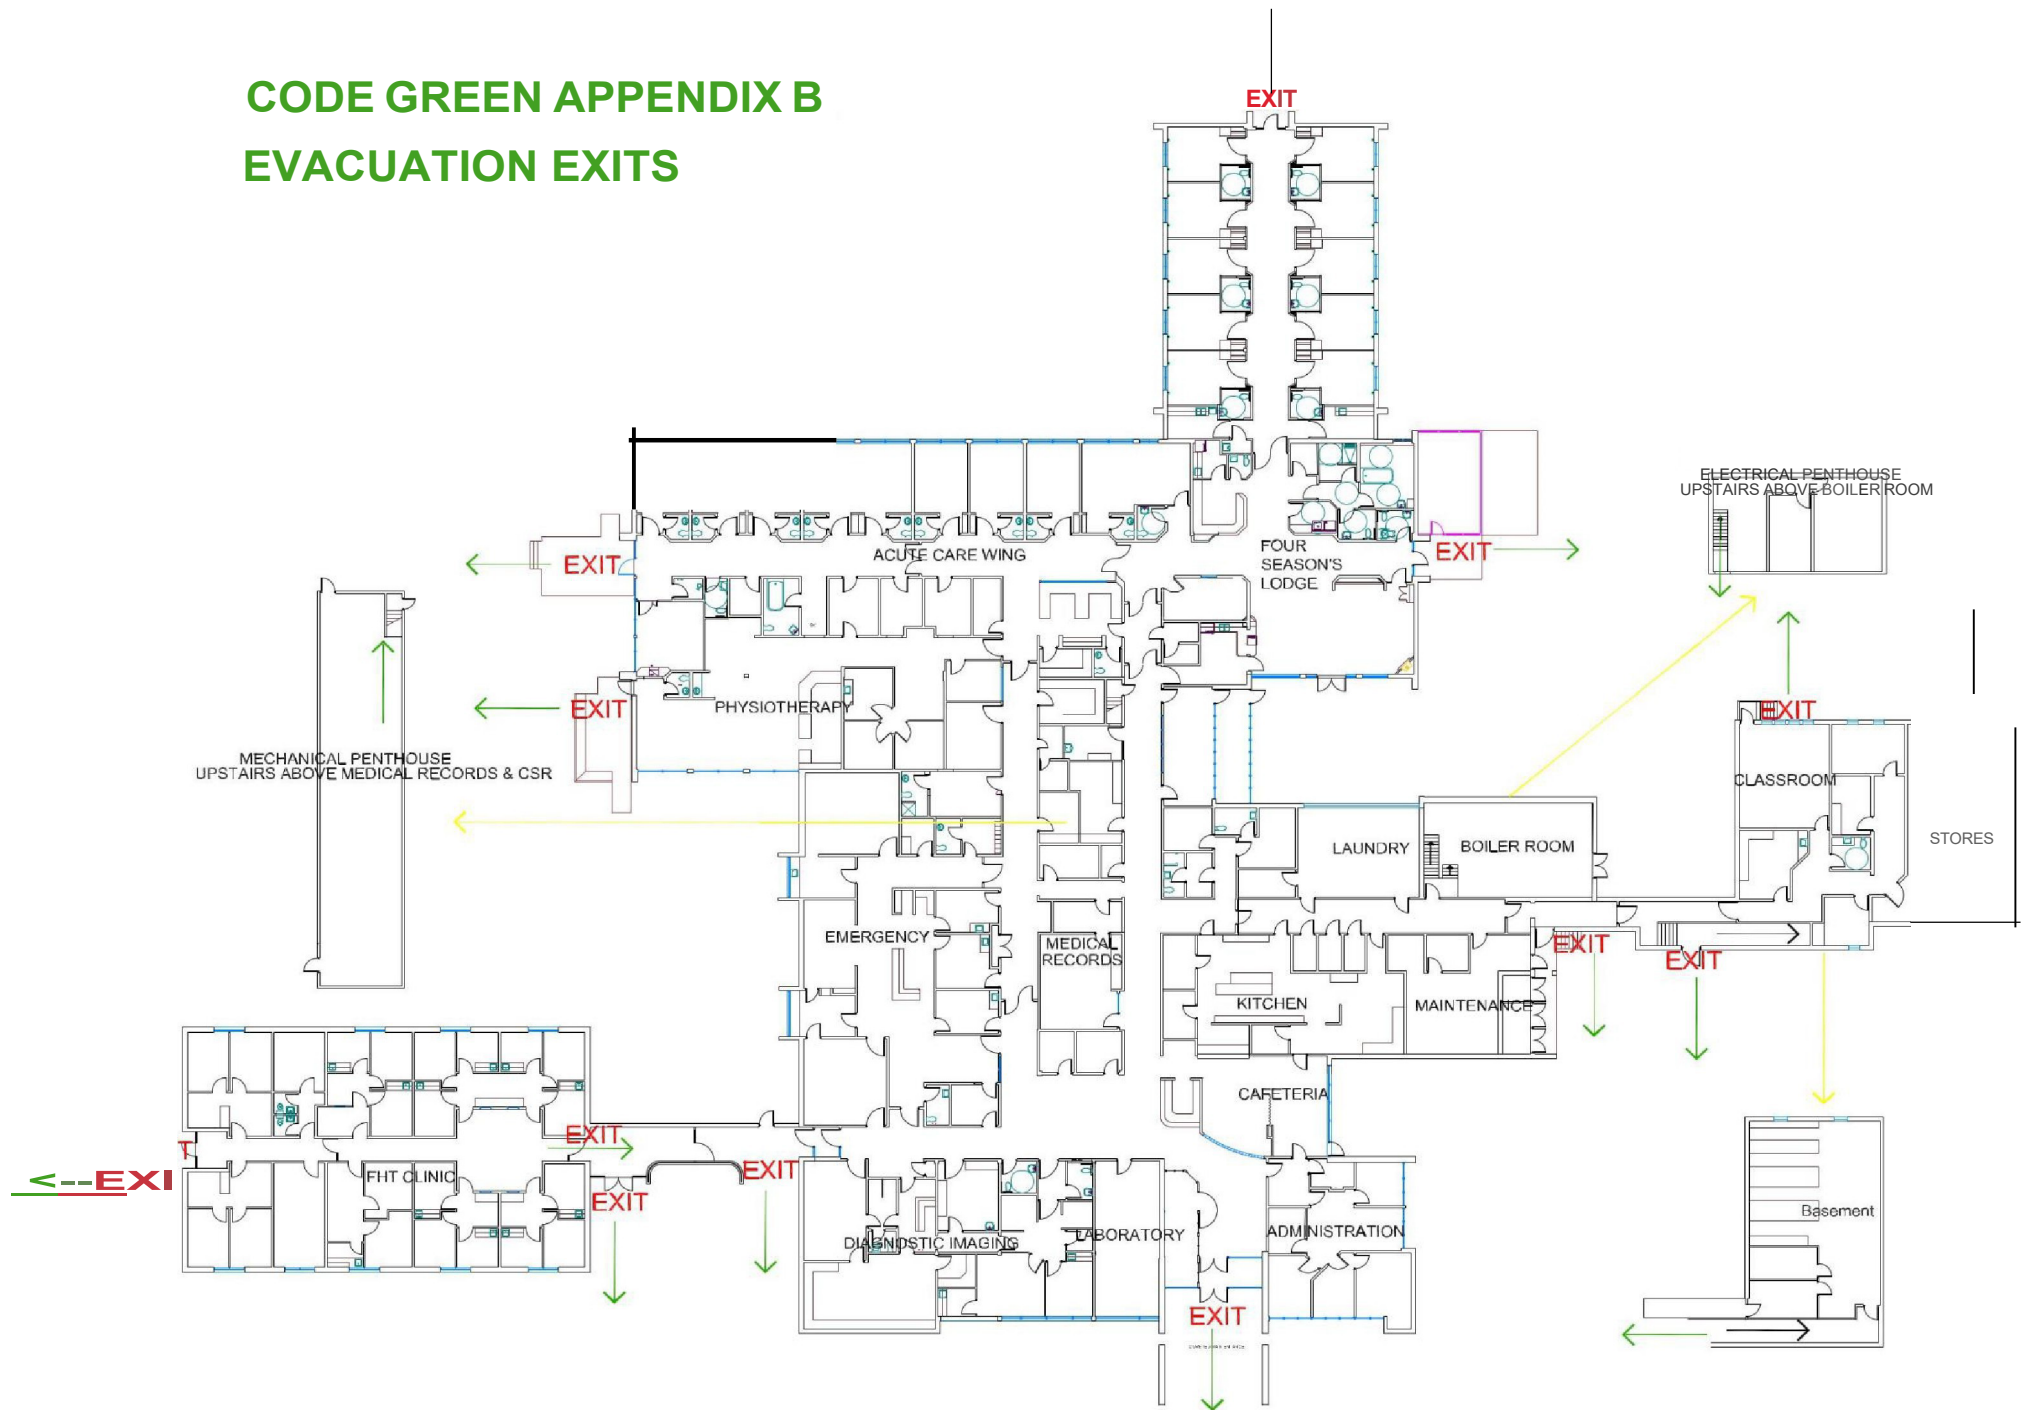 CODE GREEN APPENDIX B
EVACUATION EXITS
EXIT
ELECTRICAL PENTHOUSE
UPSTAIRS ABOVE BOILER ROOM
EXIT
ACUTE CARE WING
FOUR
SEASON'S
LODGE
EXIT
EXIT
PHYSIOTHERAPY
EXIT
MECHANICAL PENTHOUSE
UPSTAIRS ABOVE MEDICAL RECORDS & CSR
CLASSROOM
STORES
LAUNDRY
BOILER ROOM
EMERGENCY
MEDICAL
RECORDS
EXIT
EXIT
KITCHEN
MAINTENANCE
CAFETERIA
EXIT
T
<--EXI
FHT CLINIC
EXIT
EXIT
DIAGNOSTIC IMAGING
LABORATORY
ADMINISTRATION
Basement
EXIT